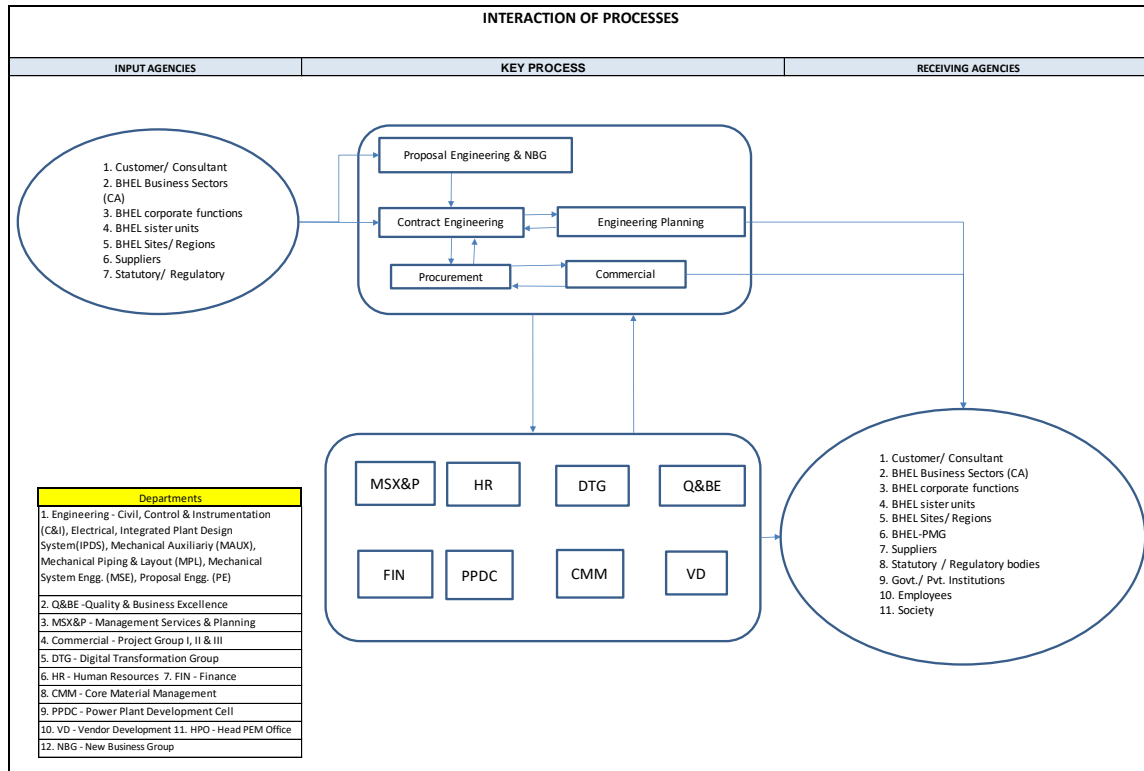 INTERACTION OF PROCESSES
INPUT AGENCIES
KEY PROCESS
RECEIVING AGENCIES
1. Customer/ Consultant
2. BHEL Business Sectors
(CA)
3. BHEL corporate functions
4. BHEL sister units
5. BHEL Sites/ Regions
6. Suppliers
7. Statutory/ Regulatory
Proposal Engineering & NBG
Contract Engineering
Engineering Planning
Procurement
Commercial
MSX&P
HR
DTG
Q&BE
FIN
PPDC
CMM
VD
1. Customer/ Consultant
2. BHEL Business Sectors (CA)
3. BHEL corporate functions
4. BHEL sister units
5. BHEL Sites/ Regions
6. BHEL-PMG
7. Suppliers
8. Statutory / Regulatory bodies
9. Govt./ Pvt. Institutions
10. Employees
11. Society
Departments
1. Engineering - Civil, Control & Instrumentation
(C&I), Electrical, Integrated Plant Design
System(IPDS), Mechanical Auxiliariy (MAUX),
Mechanical Piping & Layout (MPL), Mechanical
System Engg. (MSE), Proposal Engg. (PE)
2. Q&BE -Quality & Business Excellence
3. MSX&P - Management Services & Planning
4. Commercial - Project Group I, II & III
5. DTG - Digital Transformation Group
6. HR - Human Resources 7. FIN - Finance
8. CMM - Core Material Management
9. PPDC - Power Plant Development Cell
10. VD - Vendor Development 11. HPO - Head PEM Office
12. NBG - New Business Group